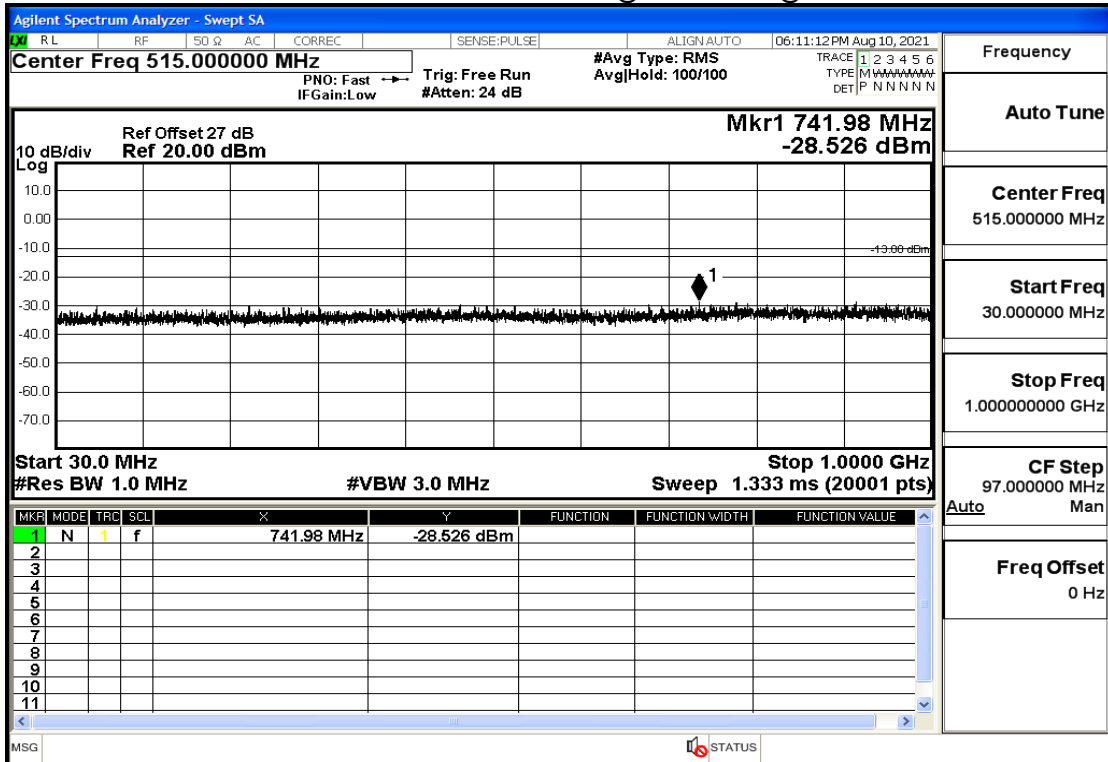 Agilent Spectrum Analyzer - Swept SA
LXI RL RF 50 Ω AC CORREC SENSE:PULSE ALIGN AUTO 06:11:12 PM Aug 10, 2021
Center Freq 515.000000 MHz #Avg Type: RMS TRACE 1 2 3 4 5 6
PNO: Fast Trig: Free Run Avg|Hold: 100/100 TYPE M WWWWW
IFGain:Low #Atten: 24 dB DET P N N N N N
Mkr1 741.98 MHz
Ref Offset 27 dB
10 dB/div Ref 20.00 dBm -28.526 dBm
Log
10.0
0.00
-10.0
-13.00 dBm
-20.0
1
-30.0
-40.0
-50.0
-60.0
-70.0
Start 30.0 MHz Stop 1.0000 GHz
#Res BW 1.0 MHz #VBW 3.0 MHz Sweep 1.333 ms (20001 pts)
MKR MODE TRC SCL X Y FUNCTION FUNCTION WIDTH FUNCTION VALUE
1 N 1 f 741.98 MHz -28.526 dBm
2
3
4
5
6
7
8
9
10
11
MSG STATUS
Frequency
Auto Tune
Center Freq
515.000000 MHz
Start Freq
30.000000 MHz
Stop Freq
1.000000000 GHz
CF Step
97.000000 MHz
Auto Man
Freq Offset
0 Hz